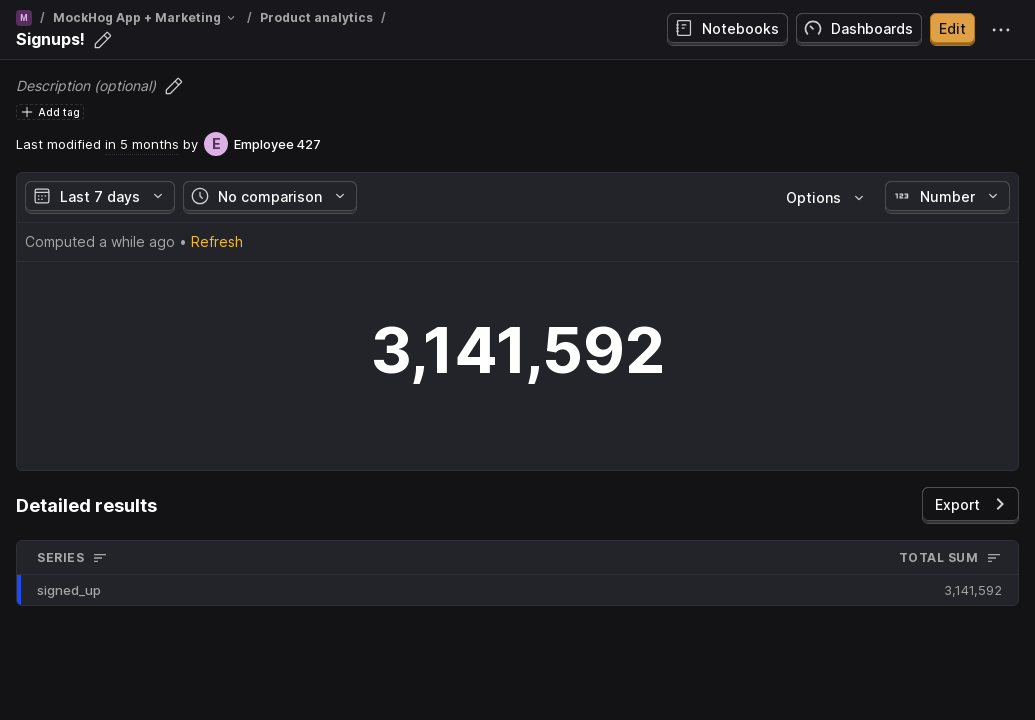 M / MockHog App + Marketing / Product analytics /
Signups!
Notebooks
Dashboards
Edit
Description (optional)
Add tag
Last modified in 5 months by E Employee 427
Last 7 days
No comparison
Options
123 Number
Computed a while ago • Refresh
3,141,592
Detailed results
Export
SERIES
TOTAL SUM
signed_up
3,141,592